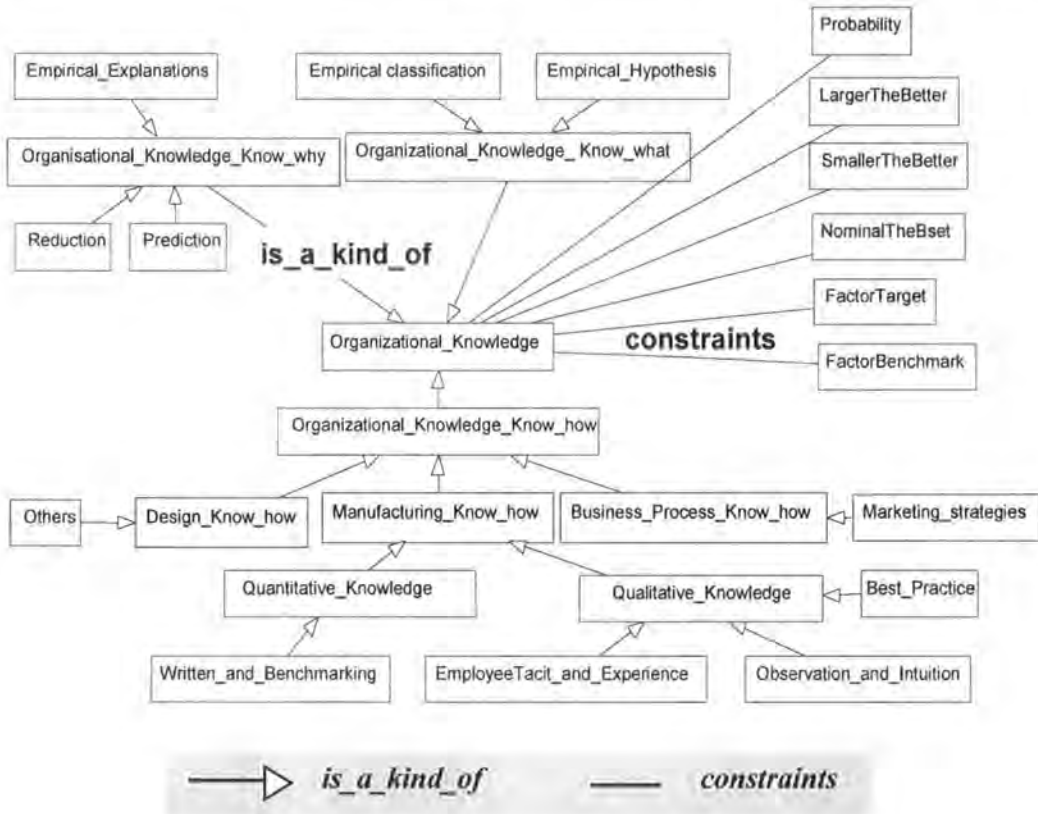 Probability
Empirical_Explanations
Empirical classification
Empirical_Hypothesis
LargerTheBetter
Organisational_Knowledge_Know_why
Organizational_Knowledge_ Know_what
SmallerTheBetter
Reduction
Prediction
NominalTheBset
is_a_kind_of
FactorTarget
Organizational_Knowledge
constraints
FactorBenchmark
Organizational_Knowledge_Know_how
Others
Design_Know_how
Manufacturing_Know_how
Business_Process_Know_how
Marketing_strategies
Quantitative_Knowledge
Qualitative_Knowledge
Best_Practice
Written_and_Benchmarking
EmployeeTacit_and_Experience
Observation_and_Intuition
is_a_kind_of
constraints